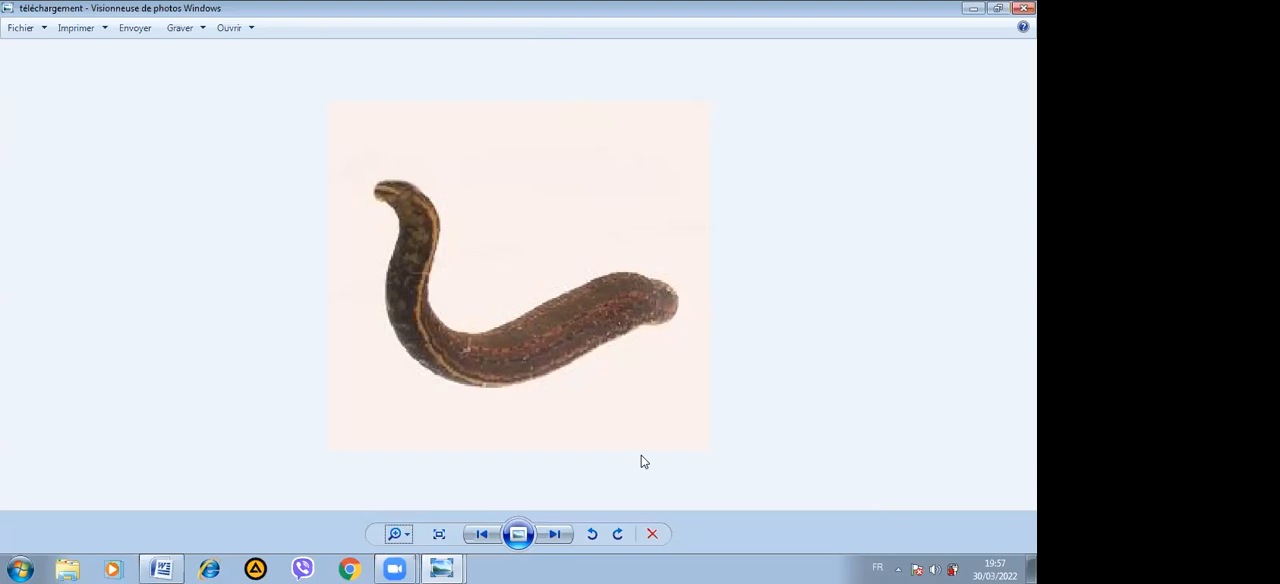 téléchargement - Visionneuse de photos Windows
Fichier Imprimer Envoyer Graver Ouvrir
FR 19:57
30/03/2022